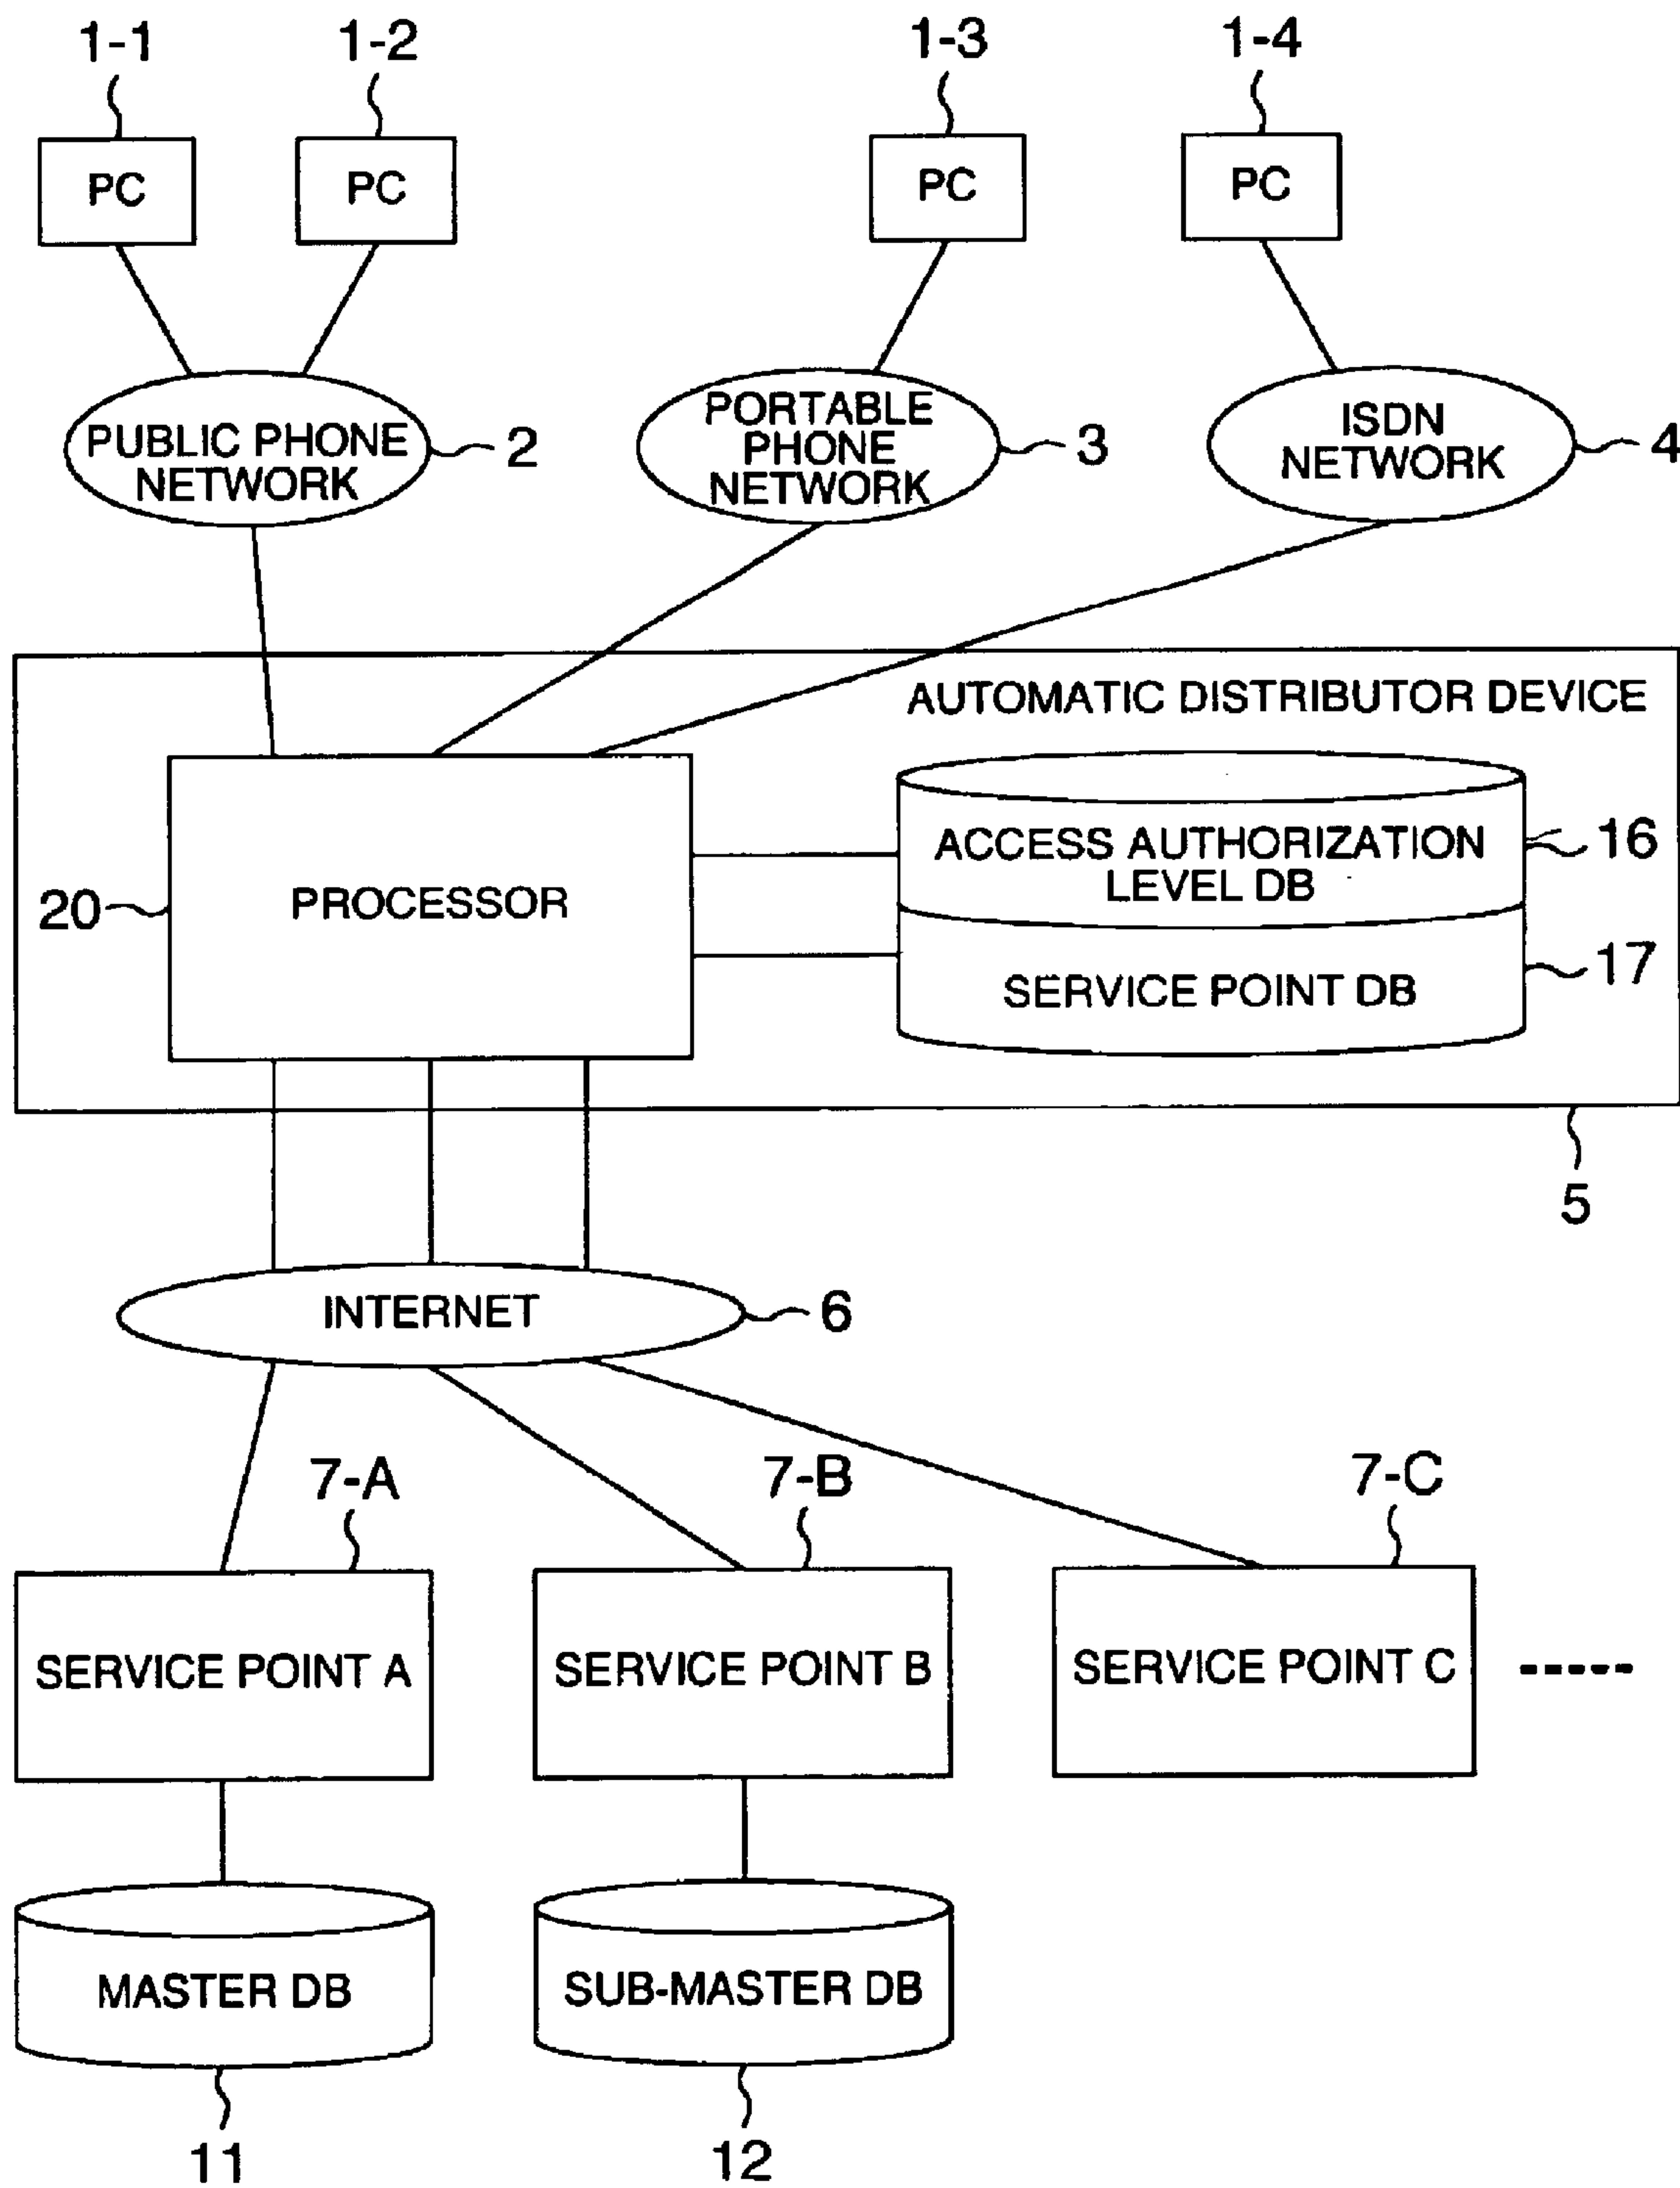 1-1
1-2
1-3
1-4
PC
PC
PC
PC
PUBLIC PHONE
NETWORK
2
PORTABLE
PHONE
NETWORK
3
ISDN
NETWORK
4
AUTOMATIC DISTRIBUTOR DEVICE
20
PROCESSOR
ACCESS AUTHORIZATION
LEVEL DB
16
SERVICE POINT DB
17
5
INTERNET
6
7-A
7-B
7-C
SERVICE POINT A
SERVICE POINT B
SERVICE POINT C
-----
MASTER DB
SUB-MASTER DB
11
12